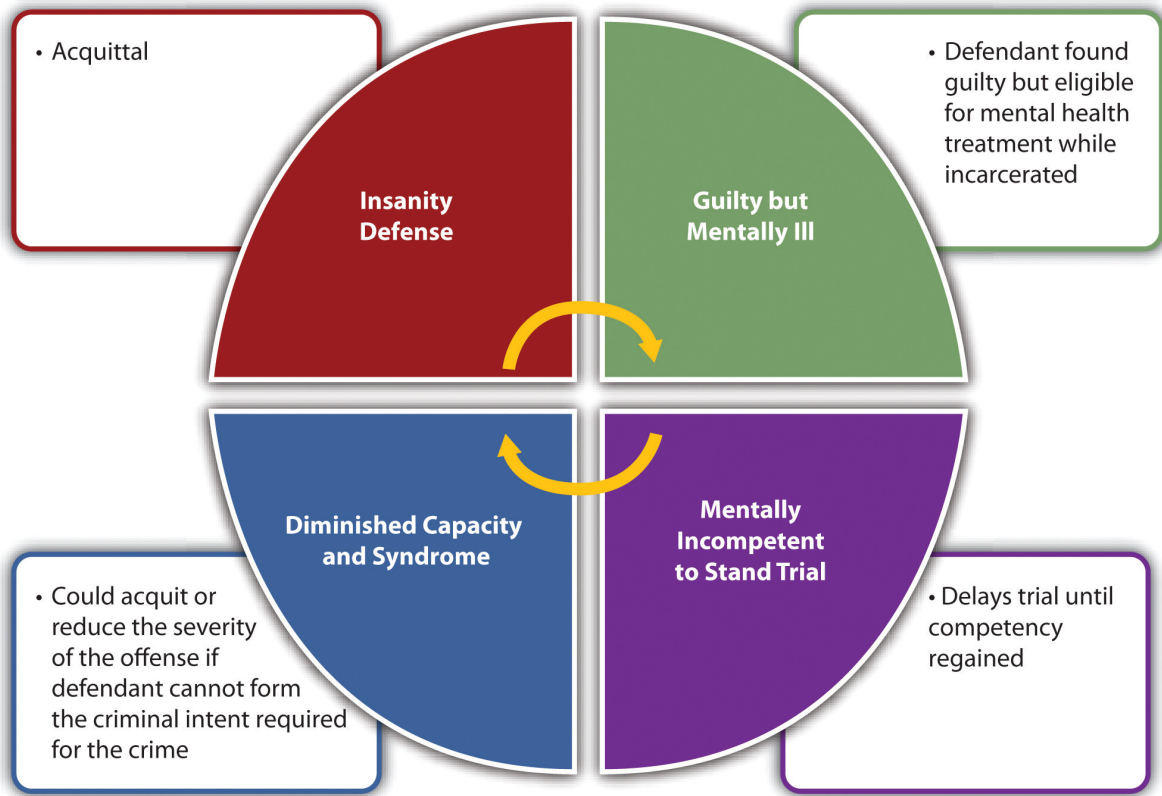 • Acquittal
Insanity
Defense
Guilty but
Mentally Ill
• Defendant found
guilty but eligible
for mental health
treatment while
incarcerated
Diminished Capacity
and Syndrome
• Could acquit or
reduce the severity
of the offense if
defendant cannot form
the criminal intent required
for the crime
Mentally
Incompetent
to Stand Trial
• Delays trial until
competency
regained